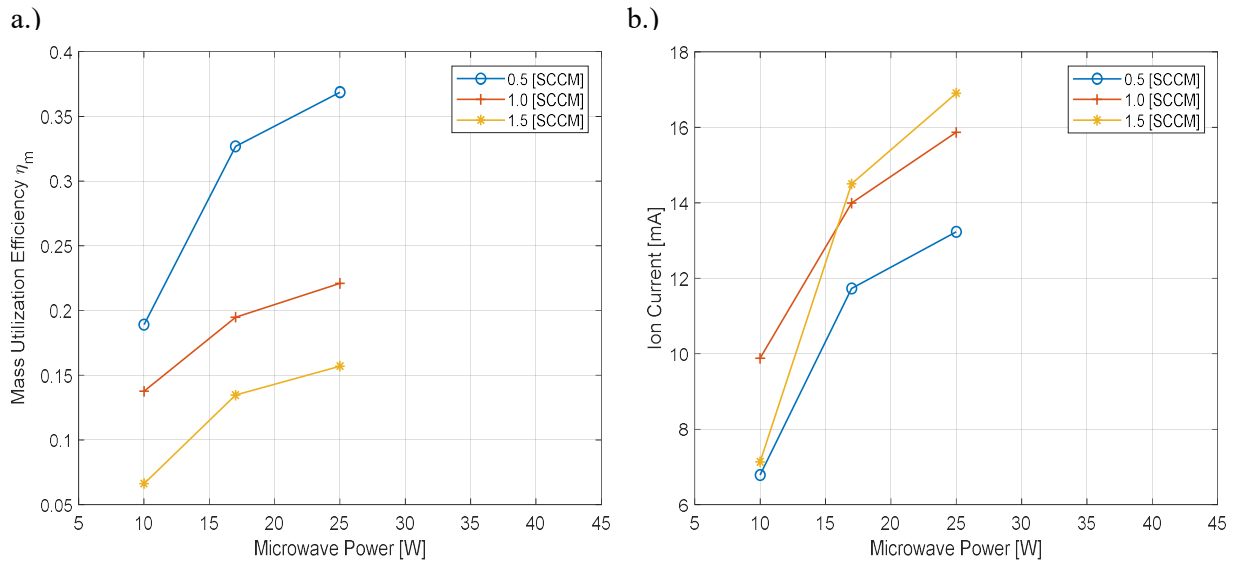 a.)
0.4
0.35
0.3
0.25
0.2
0.15
0.1
0.05
Mass Utilization Efficiency ηm
5 10 15 20 25 30 35 40 45
Microwave Power [W]
0.5 [SCCM]
1.0 [SCCM]
1.5 [SCCM]
b.)
18
16
14
12
10
8
6
Ion Current [mA]
5 10 15 20 25 30 35 40 45
Microwave Power [W]
0.5 [SCCM]
1.0 [SCCM]
1.5 [SCCM]